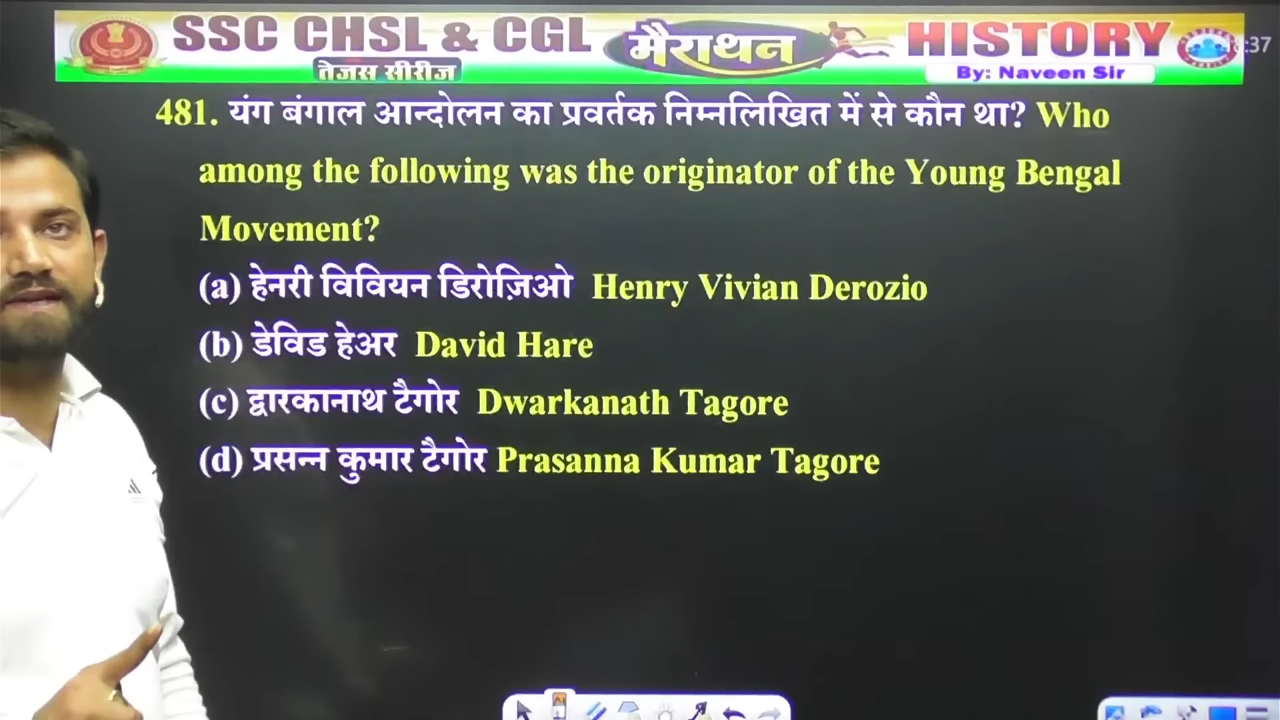 SSC CHSL & CGL मैराथन HISTORY
तेजस सीरीज By: Naveen Sir
481. यंग बंगाल आन्दोलन का प्रवर्तक निम्नलिखित में से कौन था? Who
among the following was the originator of the Young Bengal
Movement?
(a) हेनरी विवियन डिरोज़िओ Henry Vivian Derozio
(b) डेविड हेअर David Hare
(c) द्वारकानाथ टैगोर Dwarkanath Tagore
(d) प्रसन्न कुमार टैगोर Prasanna Kumar Tagore